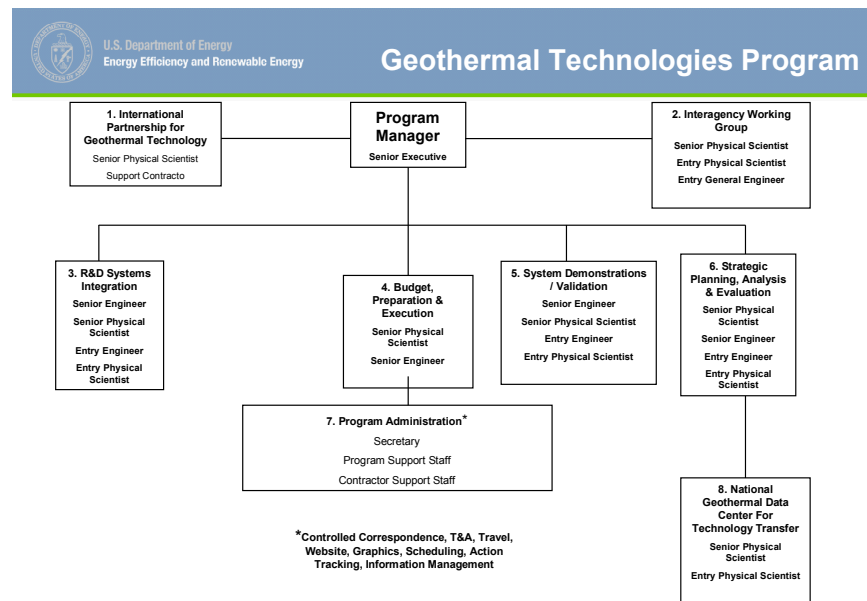 U.S. Department of Energy
Energy Efficiency and Renewable Energy
Geothermal Technologies Program
1. International
Partnership for
Geothermal Technology
Senior Physical Scientist
Support Contracto
Program
Manager
Senior Executive
2. Interagency Working
Group
Senior Physical Scientist
Entry Physical Scientist
Entry General Engineer
3. R&D Systems
Integration
Senior Engineer
Senior Physical
Scientist
Entry Engineer
Entry Physical
Scientist
4. Budget,
Preparation &
Execution
Senior Physical
Scientist
Senior Engineer
5. System Demonstrations
/ Validation
Senior Engineer
Senior Physical Scientist
Entry Engineer
Entry Physical Scientist
6. Strategic
Planning, Analysis
& Evaluation
Senior Physical
Scientist
Senior Engineer
Entry Engineer
Entry Physical
Scientist
7. Program Administration*
Secretary
Program Support Staff
Contractor Support Staff
8. National
Geothermal Data
Center For
Technology Transfer
Senior Physical
Scientist
Entry Physical Scientist
*Controlled Correspondence, T&A, Travel,
Website, Graphics, Scheduling, Action
Tracking, Information Management